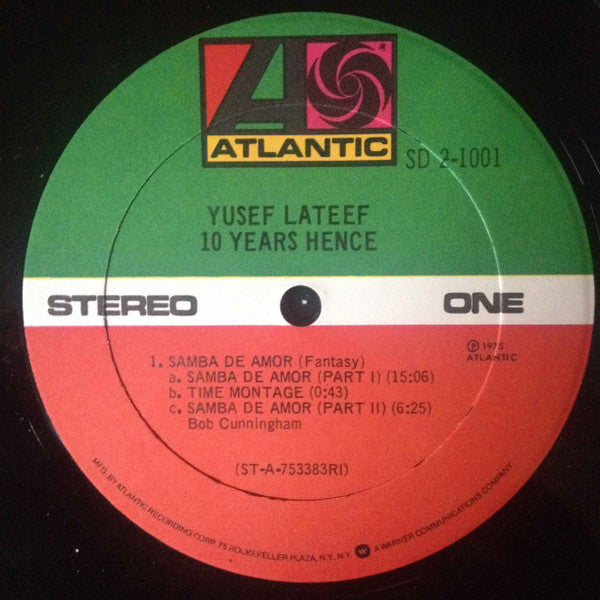 ATLANTIC
SD 2-1001
YUSEF LATEEF
10 YEARS HENCE
STEREO
ONE
℗ 1975
ATLANTIC
1. SAMBA DE AMOR (Fantasy)
a. SAMBA DE AMOR (PART I) (15:06)
b. TIME MONTAGE (0:43)
c. SAMBA DE AMOR (PART II) (6:25)
Bob Cunningham
(ST-A-753383RI)
MFG. BY ATLANTIC RECORDING CORP. 75 ROCKEFELLER PLAZA, N.Y., N.Y. A WARNER COMMUNICATIONS COMPANY